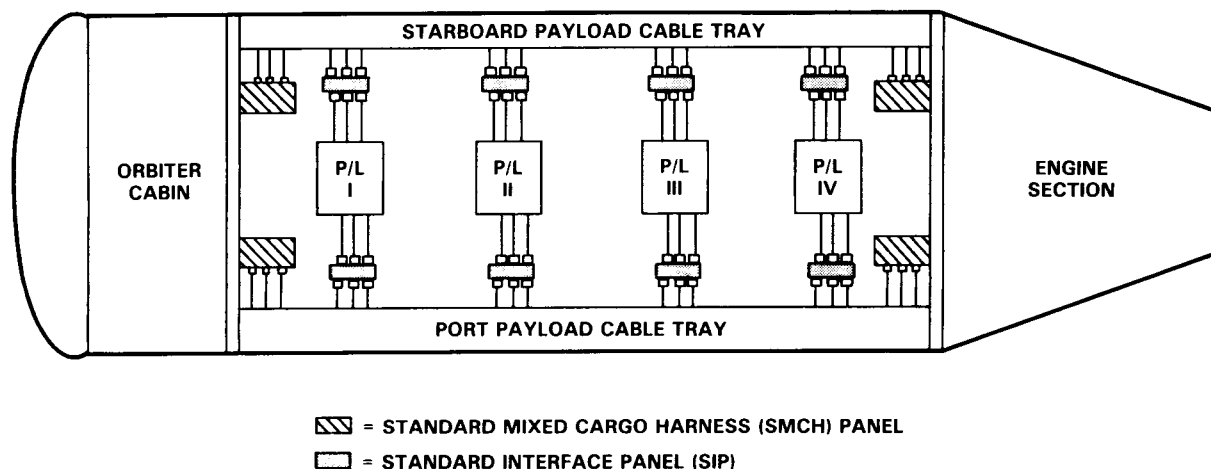 STARBOARD PAYLOAD CABLE TRAY
ORBITER
CABIN
P/L
I
P/L
II
P/L
III
P/L
IV
ENGINE
SECTION
PORT PAYLOAD CABLE TRAY
= STANDARD MIXED CARGO HARNESS (SMCH) PANEL
= STANDARD INTERFACE PANEL (SIP)